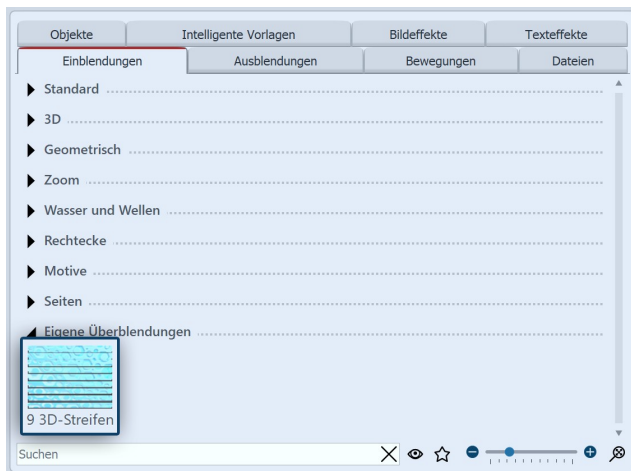 Objekte
Intelligente Vorlagen
Bildeffekte
Texteffekte
Einblendungen
Ausblendungen
Bewegungen
Dateien
Standard
3D
Geometrisch
Zoom
Wasser und Wellen
Rechtecke
Motive
Seiten
Eigene Überblendungen
9 3D-Streifen
Suchen